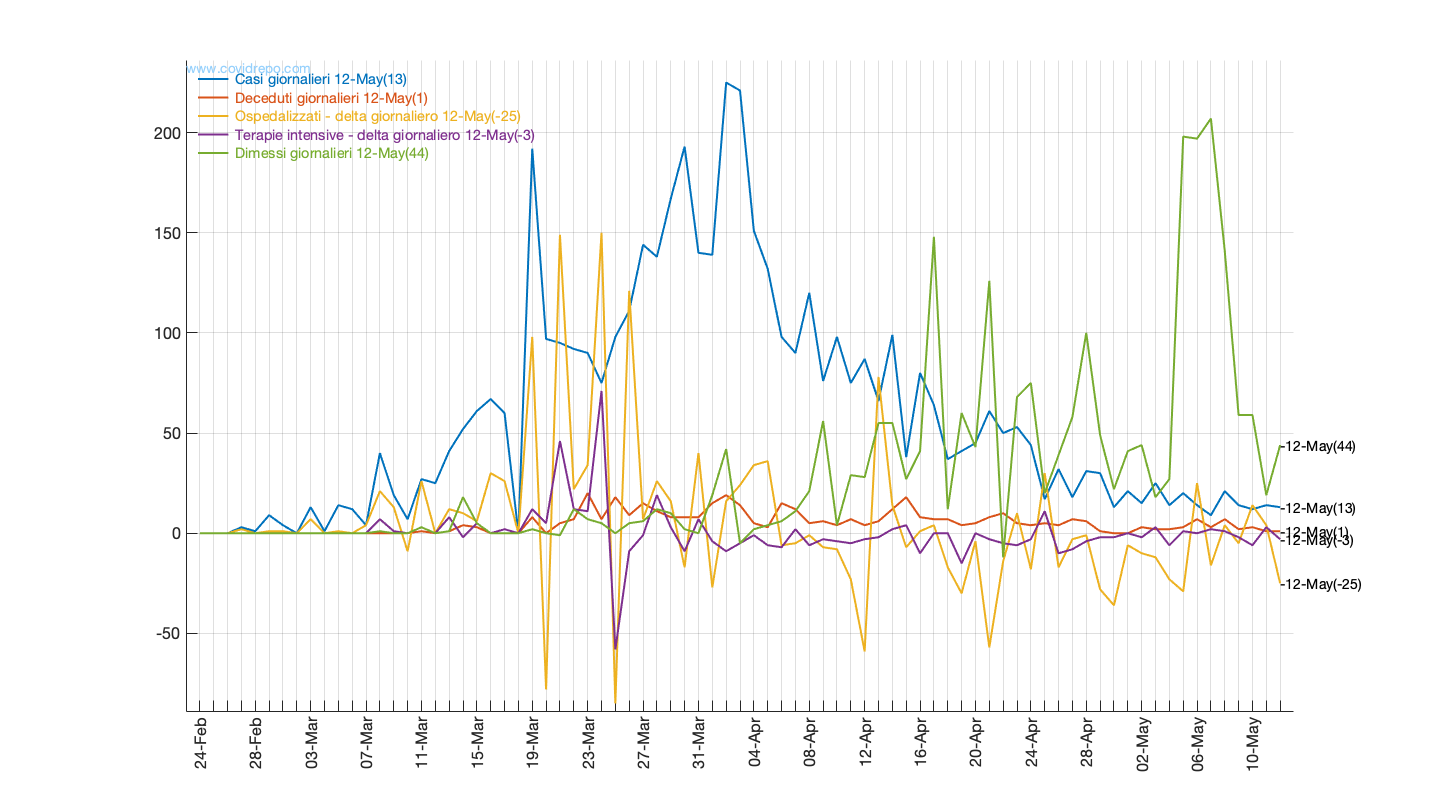 www.covidrepo.com
Casi giornalieri 12-May(13)
Deceduti giornalieri 12-May(1)
Ospedalizzati - delta giornaliero 12-May(-25)
Terapie intensive - delta giornaliero 12-May(-3)
Dimessi giornalieri 12-May(44)
200
150
100
50
0
-50
12-May(44)
12-May(13)
12-May(1)
12-May(-3)
12-May(-25)
24-Feb
28-Feb
03-Mar
07-Mar
11-Mar
15-Mar
19-Mar
23-Mar
27-Mar
31-Mar
04-Apr
08-Apr
12-Apr
16-Apr
20-Apr
24-Apr
28-Apr
02-May
06-May
10-May